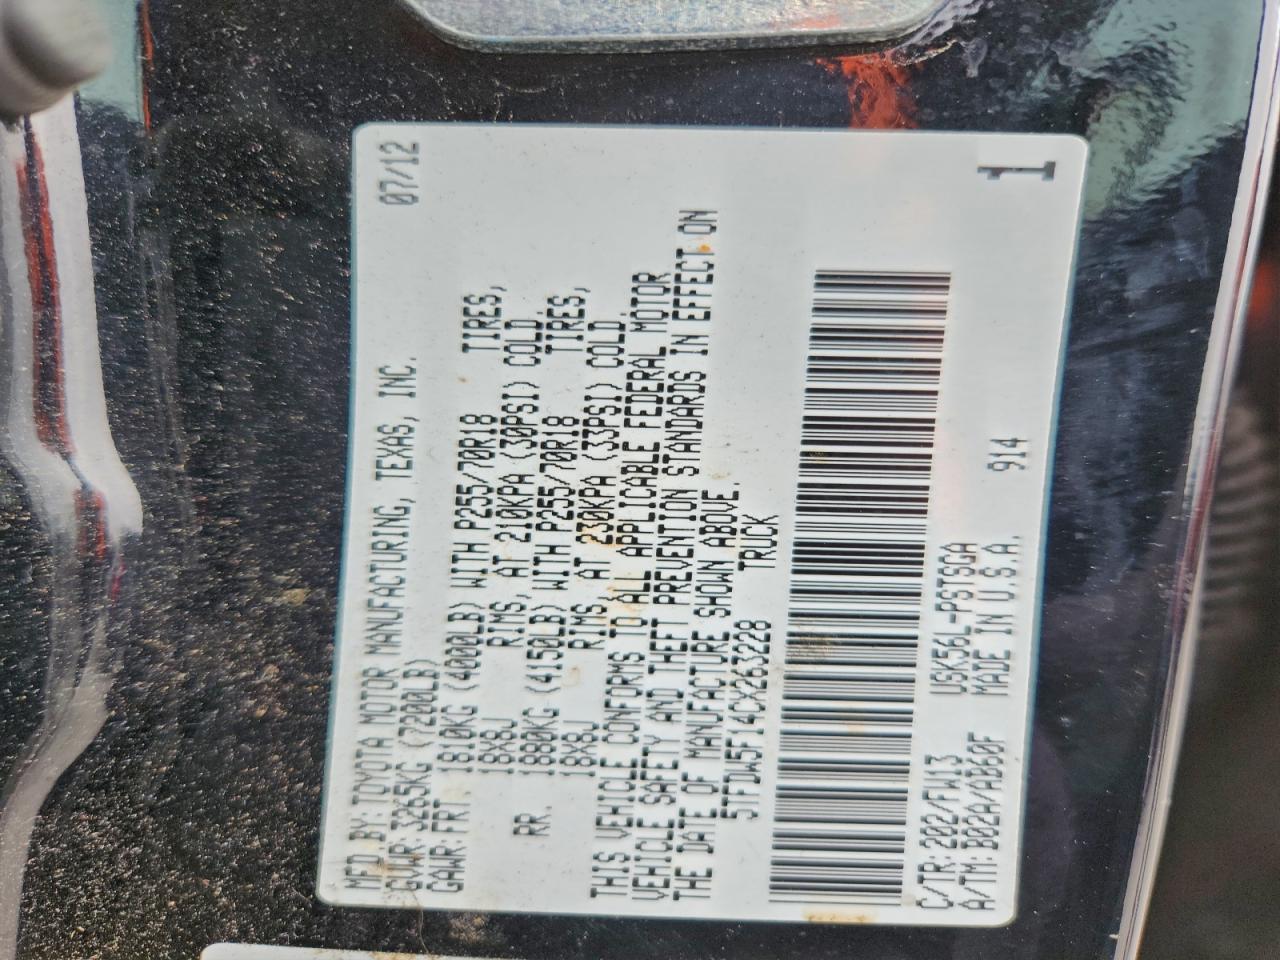 MFD.BY: TOYOTA MOTOR MANUFACTURING, TEXAS, INC. 07/12
GVWR: 3265KG (7200LB)
GAWR: FRT. 1810KG (4000LB) WITH P255/70R18 TIRES,
18X8J RIMS, AT 210KPA (30PSI) COLD.
RR. 1880KG (4150LB) WITH P255/70R18 TIRES,
18X8J RIMS AT 230KPA (33PSI) COLD.
THIS VEHICLE CONFORMS TO AL APPLICABLE FEDERAL MOTOR
VEHICLE SAFETY AND THEFT PREVENTION STANDARDS IN EFFECT ON
THE DATE OF MANUFACTURE SHOWN ABOVE.
5TFDW5F14CX263228 TRUCK
C/TR: 202/FW13 USK56L-PSTSGA 914
A/TM: B02A/AB60F MADE IN U.S.A.
1